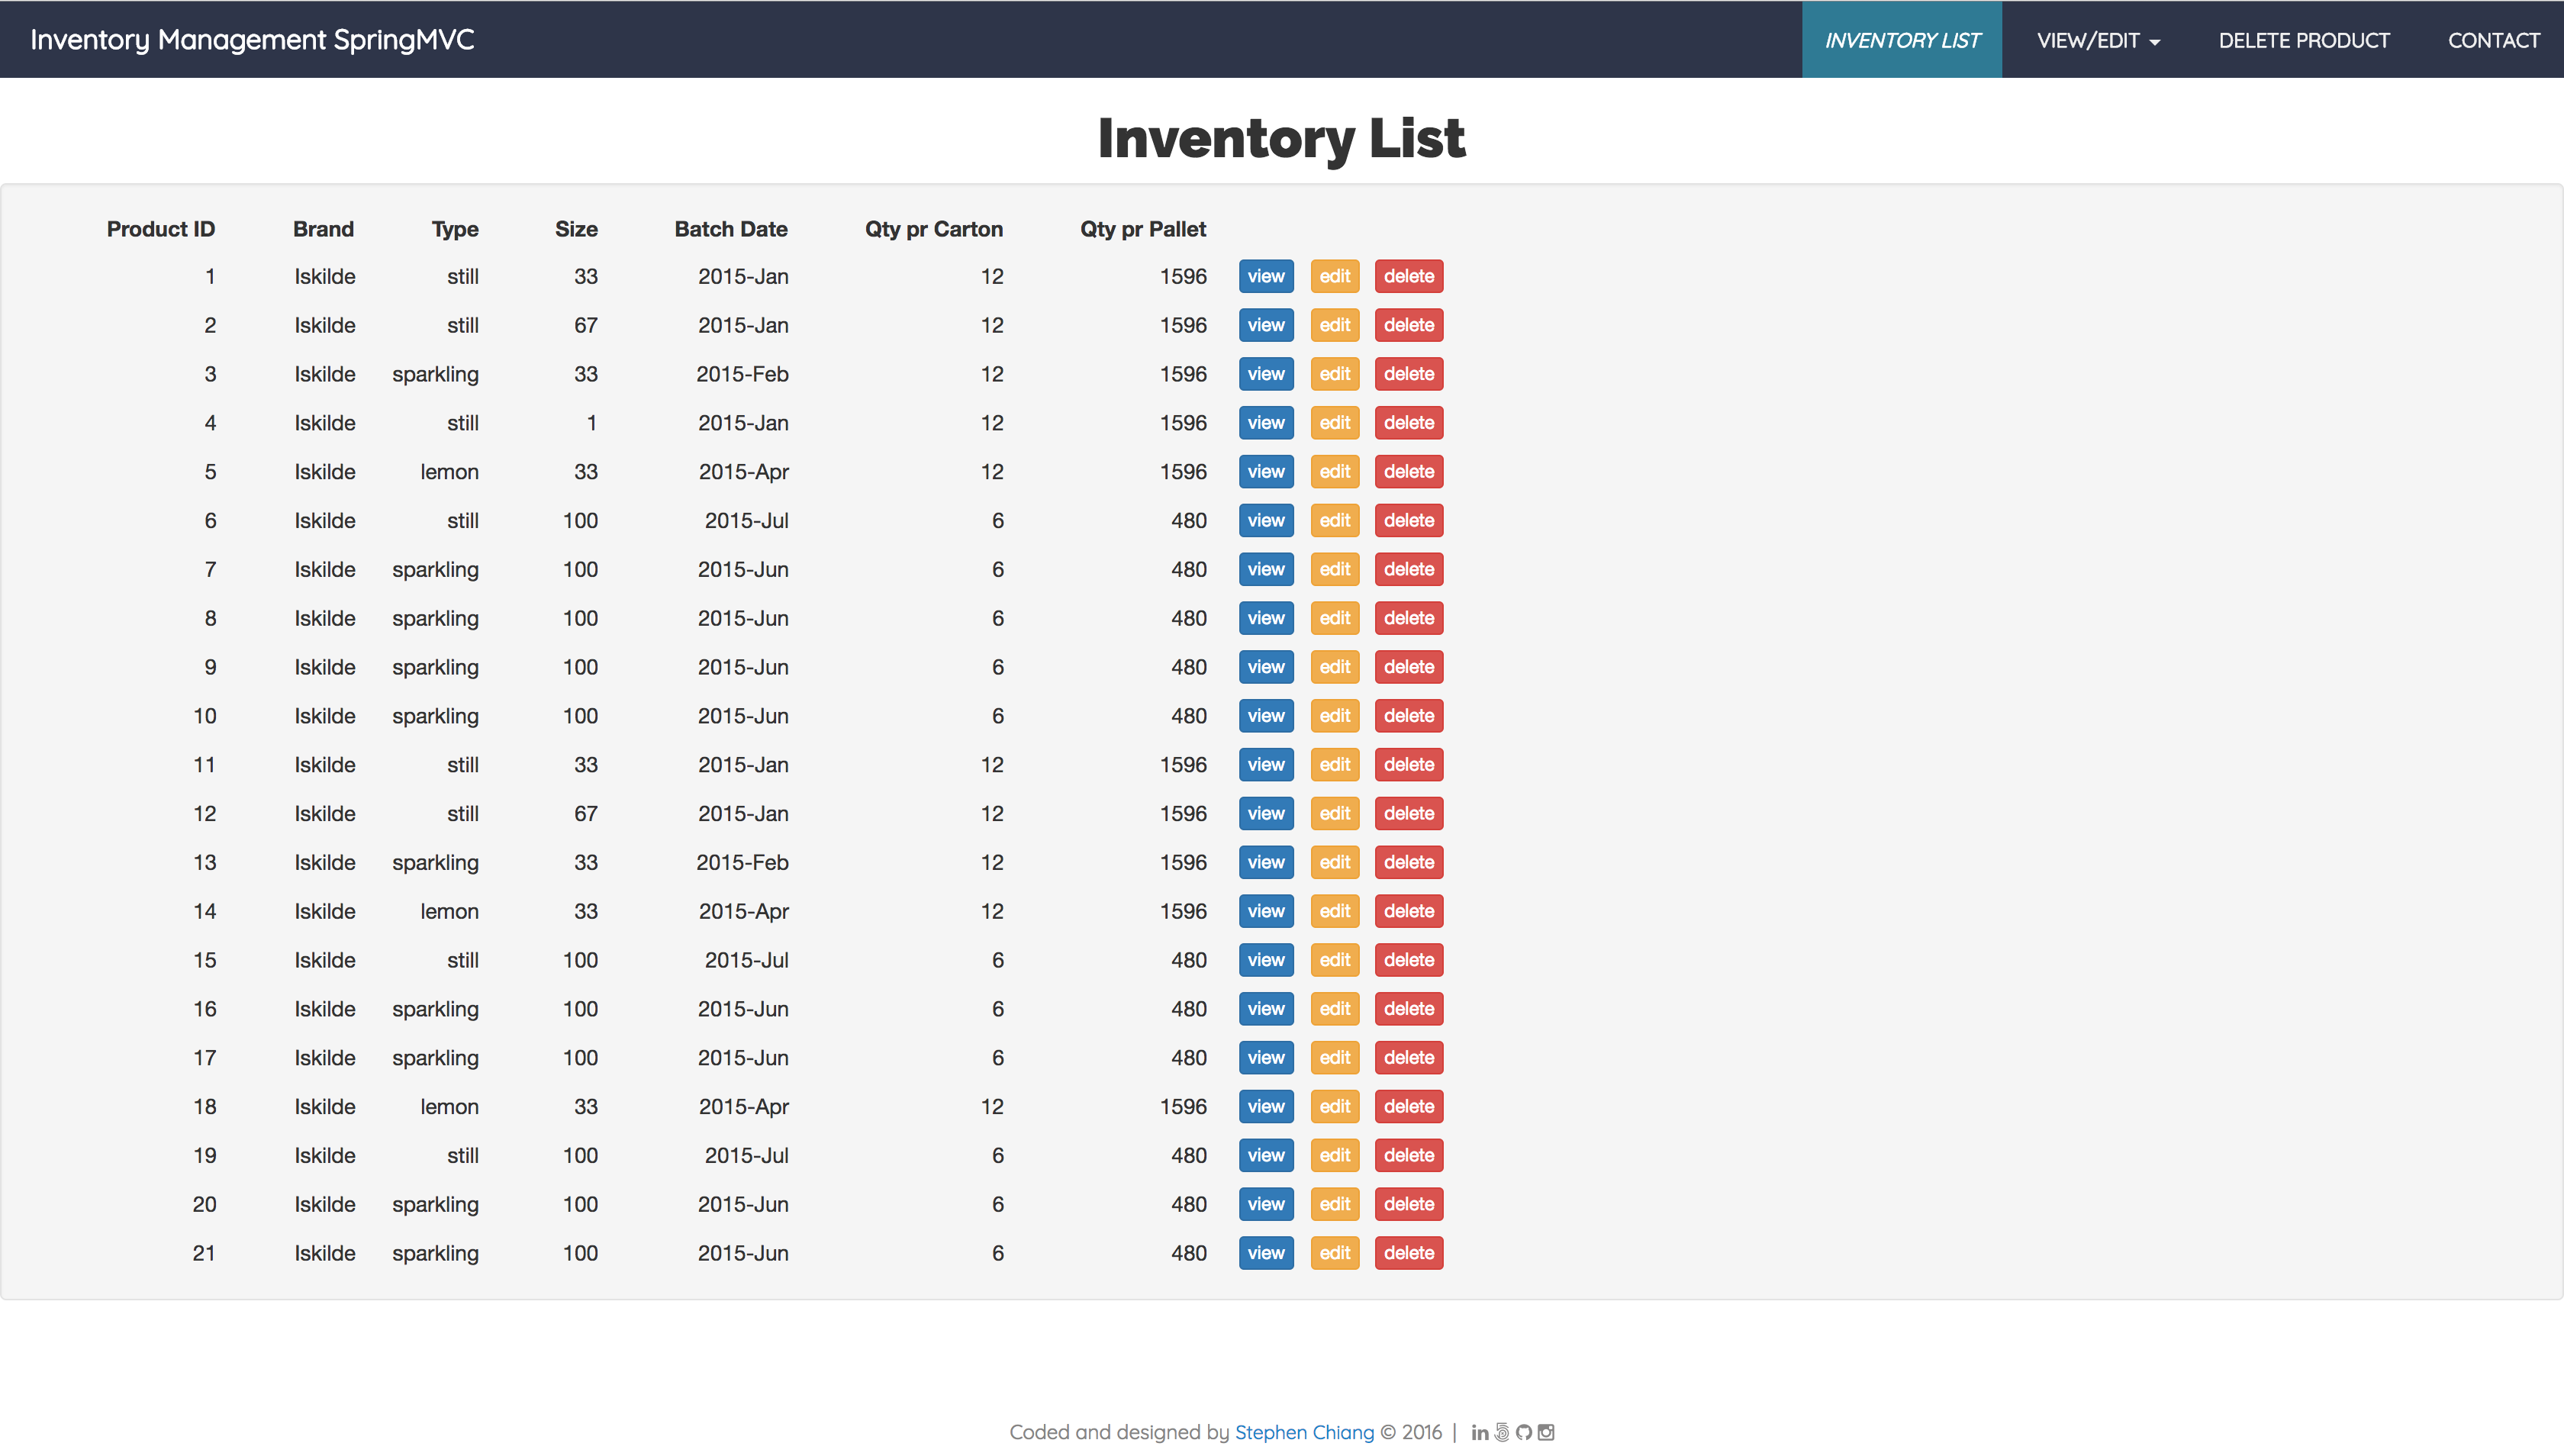 Inventory Management SpringMVC INVENTORY LIST VIEW/EDIT DELETE PRODUCT CONTACT
Inventory List
Product ID Brand Type Size Batch Date Qty pr Carton Qty pr Pallet
1 Iskilde still 33 2015-Jan 12 1596 view edit delete
2 Iskilde still 67 2015-Jan 12 1596 view edit delete
3 Iskilde sparkling 33 2015-Feb 12 1596 view edit delete
4 Iskilde still 1 2015-Jan 12 1596 view edit delete
5 Iskilde lemon 33 2015-Apr 12 1596 view edit delete
6 Iskilde still 100 2015-Jul 6 480 view edit delete
7 Iskilde sparkling 100 2015-Jun 6 480 view edit delete
8 Iskilde sparkling 100 2015-Jun 6 480 view edit delete
9 Iskilde sparkling 100 2015-Jun 6 480 view edit delete
10 Iskilde sparkling 100 2015-Jun 6 480 view edit delete
11 Iskilde still 33 2015-Jan 12 1596 view edit delete
12 Iskilde still 67 2015-Jan 12 1596 view edit delete
13 Iskilde sparkling 33 2015-Feb 12 1596 view edit delete
14 Iskilde lemon 33 2015-Apr 12 1596 view edit delete
15 Iskilde still 100 2015-Jul 6 480 view edit delete
16 Iskilde sparkling 100 2015-Jun 6 480 view edit delete
17 Iskilde sparkling 100 2015-Jun 6 480 view edit delete
18 Iskilde lemon 33 2015-Apr 12 1596 view edit delete
19 Iskilde still 100 2015-Jul 6 480 view edit delete
20 Iskilde sparkling 100 2015-Jun 6 480 view edit delete
21 Iskilde sparkling 100 2015-Jun 6 480 view edit delete
Coded and designed by Stephen Chiang © 2016 | in